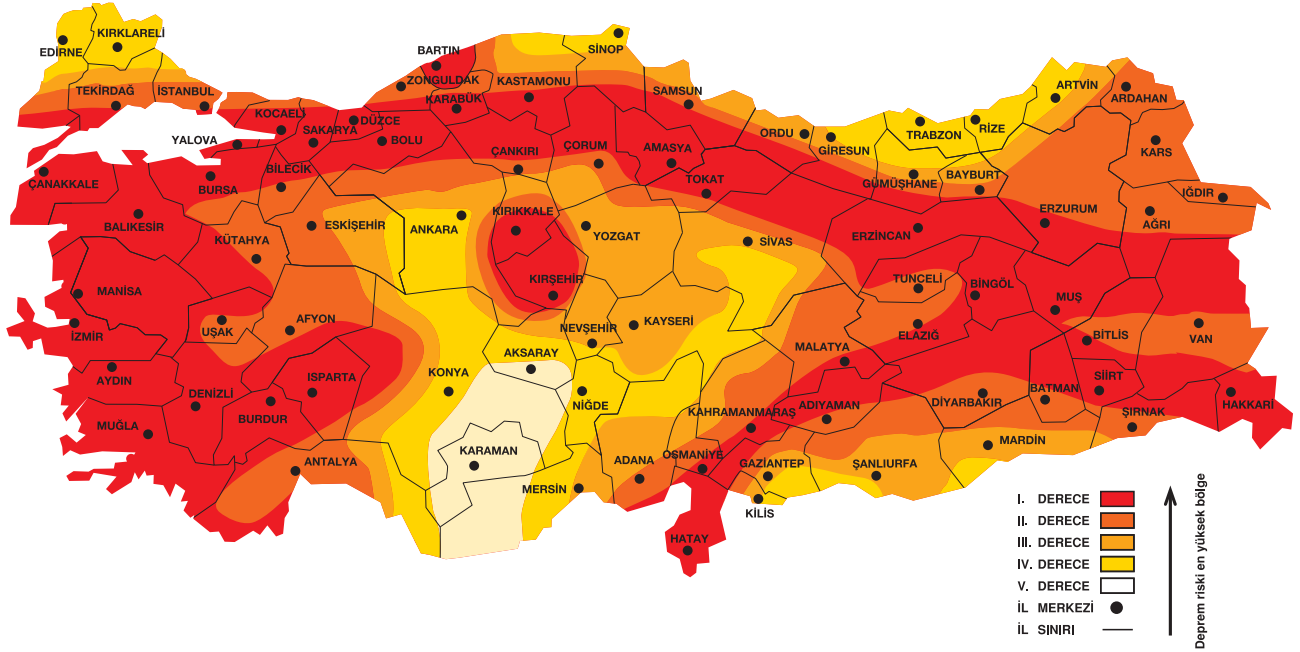 KIRKLARELİ
EDİRNE
TEKİRDAĞ
İSTANBUL
KOCAELİ
YALOVA
SAKARYA
DÜZCE
BOLU
BARTIN
ZONGULDAK
KARABÜK
KASTAMONU
SİNOP
SAMSUN
ORDU
GİRESUN
TRABZON
RİZE
ARTVİN
ARDAHAN
KARS
ÇANAKKALE
BURSA
BİLECİK
ÇANKIRI
ÇORUM
AMASYA
TOKAT
GÜMÜŞHANE
BAYBURT
IĞDIR
BALIKESİR
KÜTAHYA
ESKİŞEHİR
ANKARA
KIRIKKALE
YOZGAT
SİVAS
ERZİNCAN
ERZURUM
AĞRI
MANİSA
İZMİR
UŞAK
AFYON
KIRŞEHİR
NEVŞEHİR
KAYSERİ
TUNCELİ
BİNGÖL
MUŞ
ELAZIĞ
BİTLİS
VAN
AYDIN
DENİZLİ
ISPARTA
BURDUR
KONYA
AKSARAY
NİĞDE
MALATYA
KAHRAMANMARAŞ
ADIYAMAN
DİYARBAKIR
BATMAN
SİİRT
ŞIRNAK
HAKKARİ
MUĞLA
ANTALYA
KARAMAN
MERSİN
ADANA
OSMANİYE
GAZİANTEP
ŞANLIURFA
MARDİN
KİLİS
HATAY
I. DERECE
II. DERECE
III. DERECE
IV. DERECE
V. DERECE
İL MERKEZİ
İL SINIRI
Deprem riski en yüksek bölge